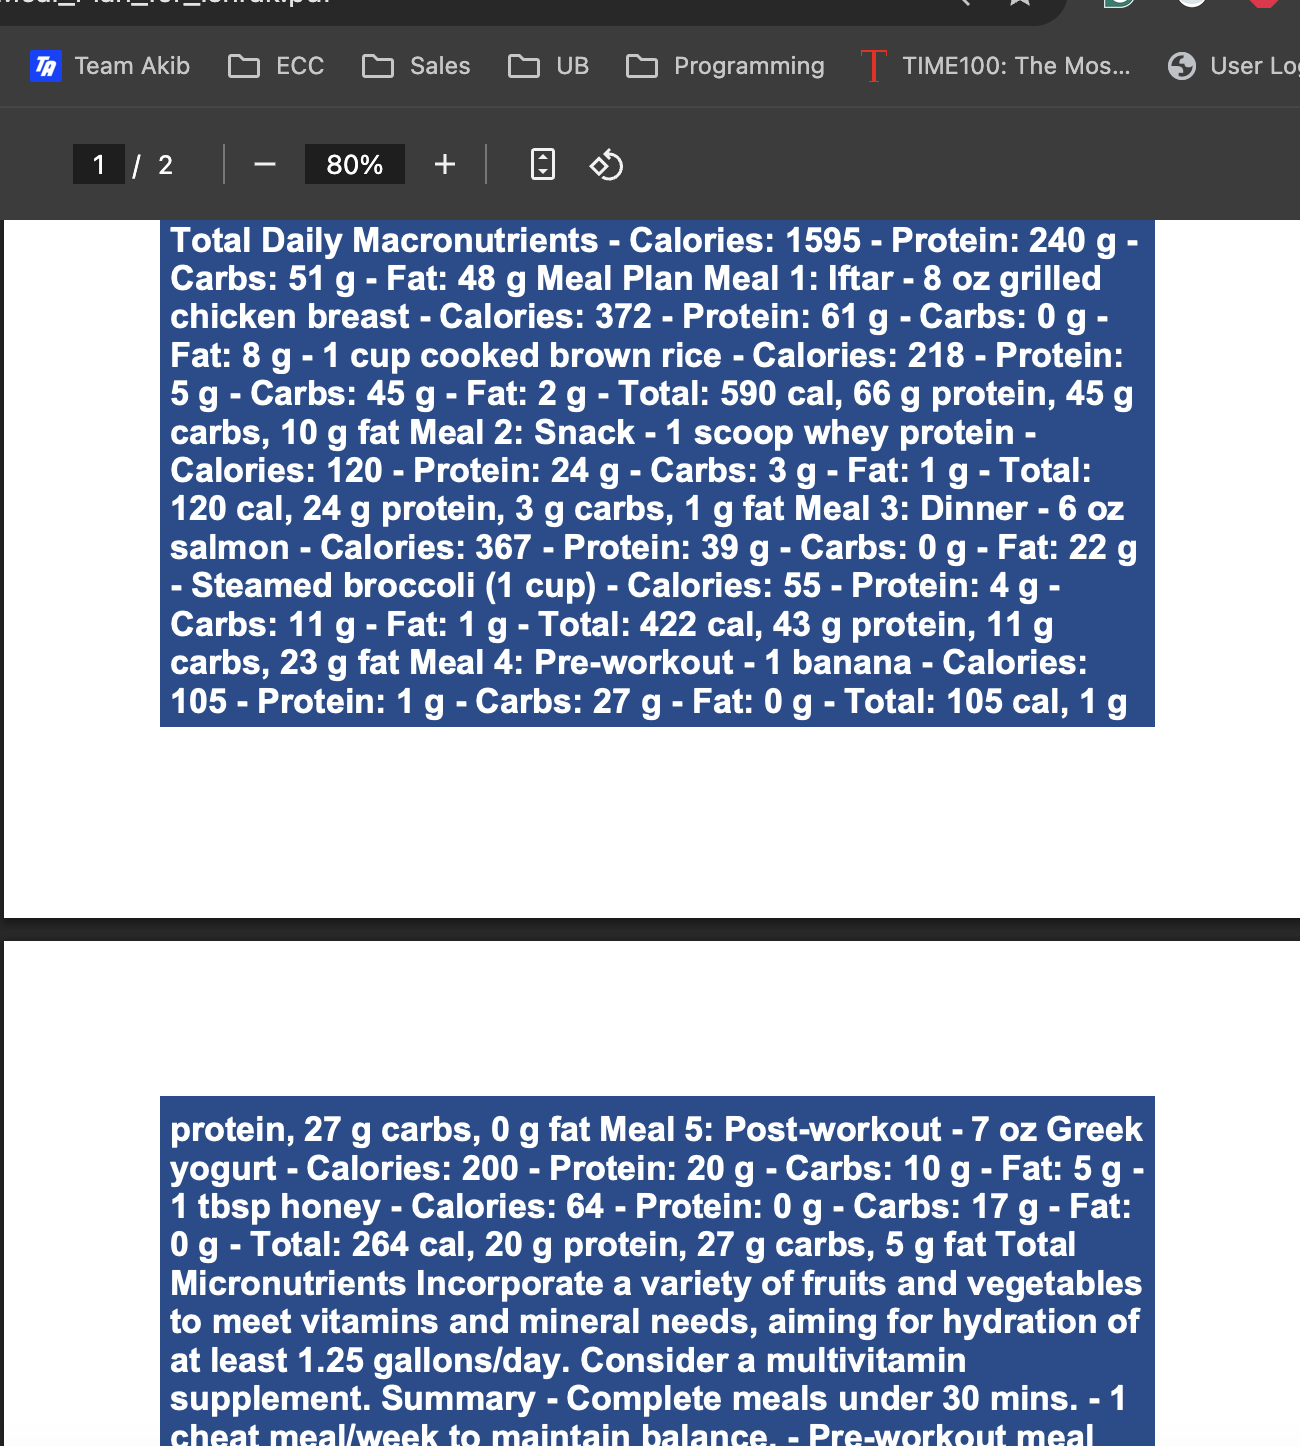 Team Akib ECC Sales UB Programming TIME100: The Mos... User Log
1 / 2 − 80% +
Total Daily Macronutrients - Calories: 1595 - Protein: 240 g -
Carbs: 51 g - Fat: 48 g Meal Plan Meal 1: Iftar - 8 oz grilled
chicken breast - Calories: 372 - Protein: 61 g - Carbs: 0 g -
Fat: 8 g - 1 cup cooked brown rice - Calories: 218 - Protein:
5 g - Carbs: 45 g - Fat: 2 g - Total: 590 cal, 66 g protein, 45 g
carbs, 10 g fat Meal 2: Snack - 1 scoop whey protein -
Calories: 120 - Protein: 24 g - Carbs: 3 g - Fat: 1 g - Total:
120 cal, 24 g protein, 3 g carbs, 1 g fat Meal 3: Dinner - 6 oz
salmon - Calories: 367 - Protein: 39 g - Carbs: 0 g - Fat: 22 g
- Steamed broccoli (1 cup) - Calories: 55 - Protein: 4 g -
Carbs: 11 g - Fat: 1 g - Total: 422 cal, 43 g protein, 11 g
carbs, 23 g fat Meal 4: Pre-workout - 1 banana - Calories:
105 - Protein: 1 g - Carbs: 27 g - Fat: 0 g - Total: 105 cal, 1 g
protein, 27 g carbs, 0 g fat Meal 5: Post-workout - 7 oz Greek
yogurt - Calories: 200 - Protein: 20 g - Carbs: 10 g - Fat: 5 g -
1 tbsp honey - Calories: 64 - Protein: 0 g - Carbs: 17 g - Fat:
0 g - Total: 264 cal, 20 g protein, 27 g carbs, 5 g fat Total
Micronutrients Incorporate a variety of fruits and vegetables
to meet vitamins and mineral needs, aiming for hydration of
at least 1.25 gallons/day. Consider a multivitamin
supplement. Summary - Complete meals under 30 mins. - 1
cheat meal/week to maintain balance. - Pre-workout meal